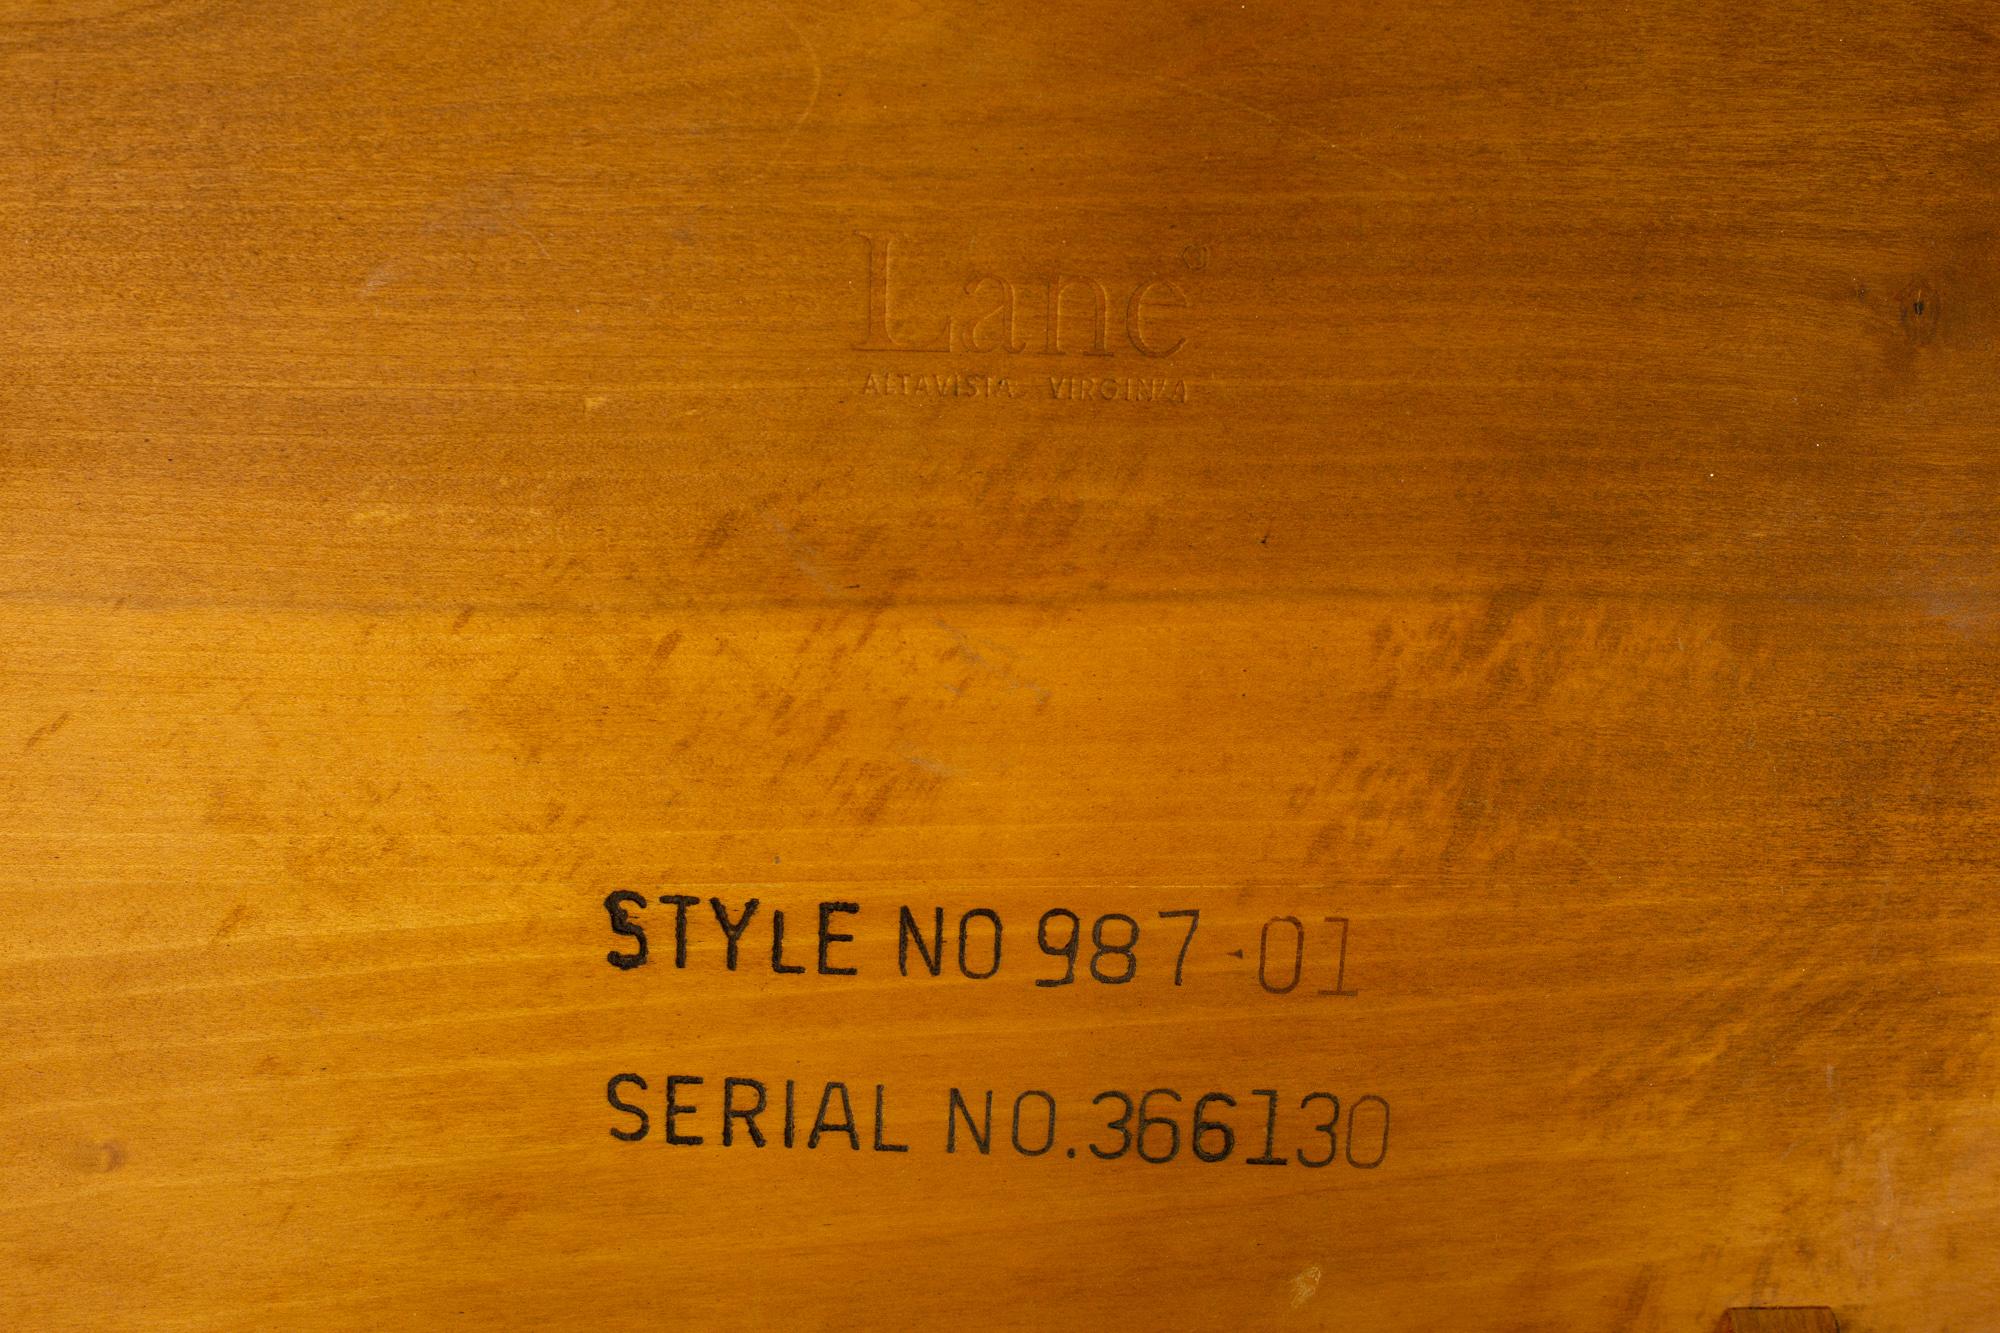 Lane®
ALTAVISTA VIRGINIA
STYLE NO 987-01
SERIAL NO.366130